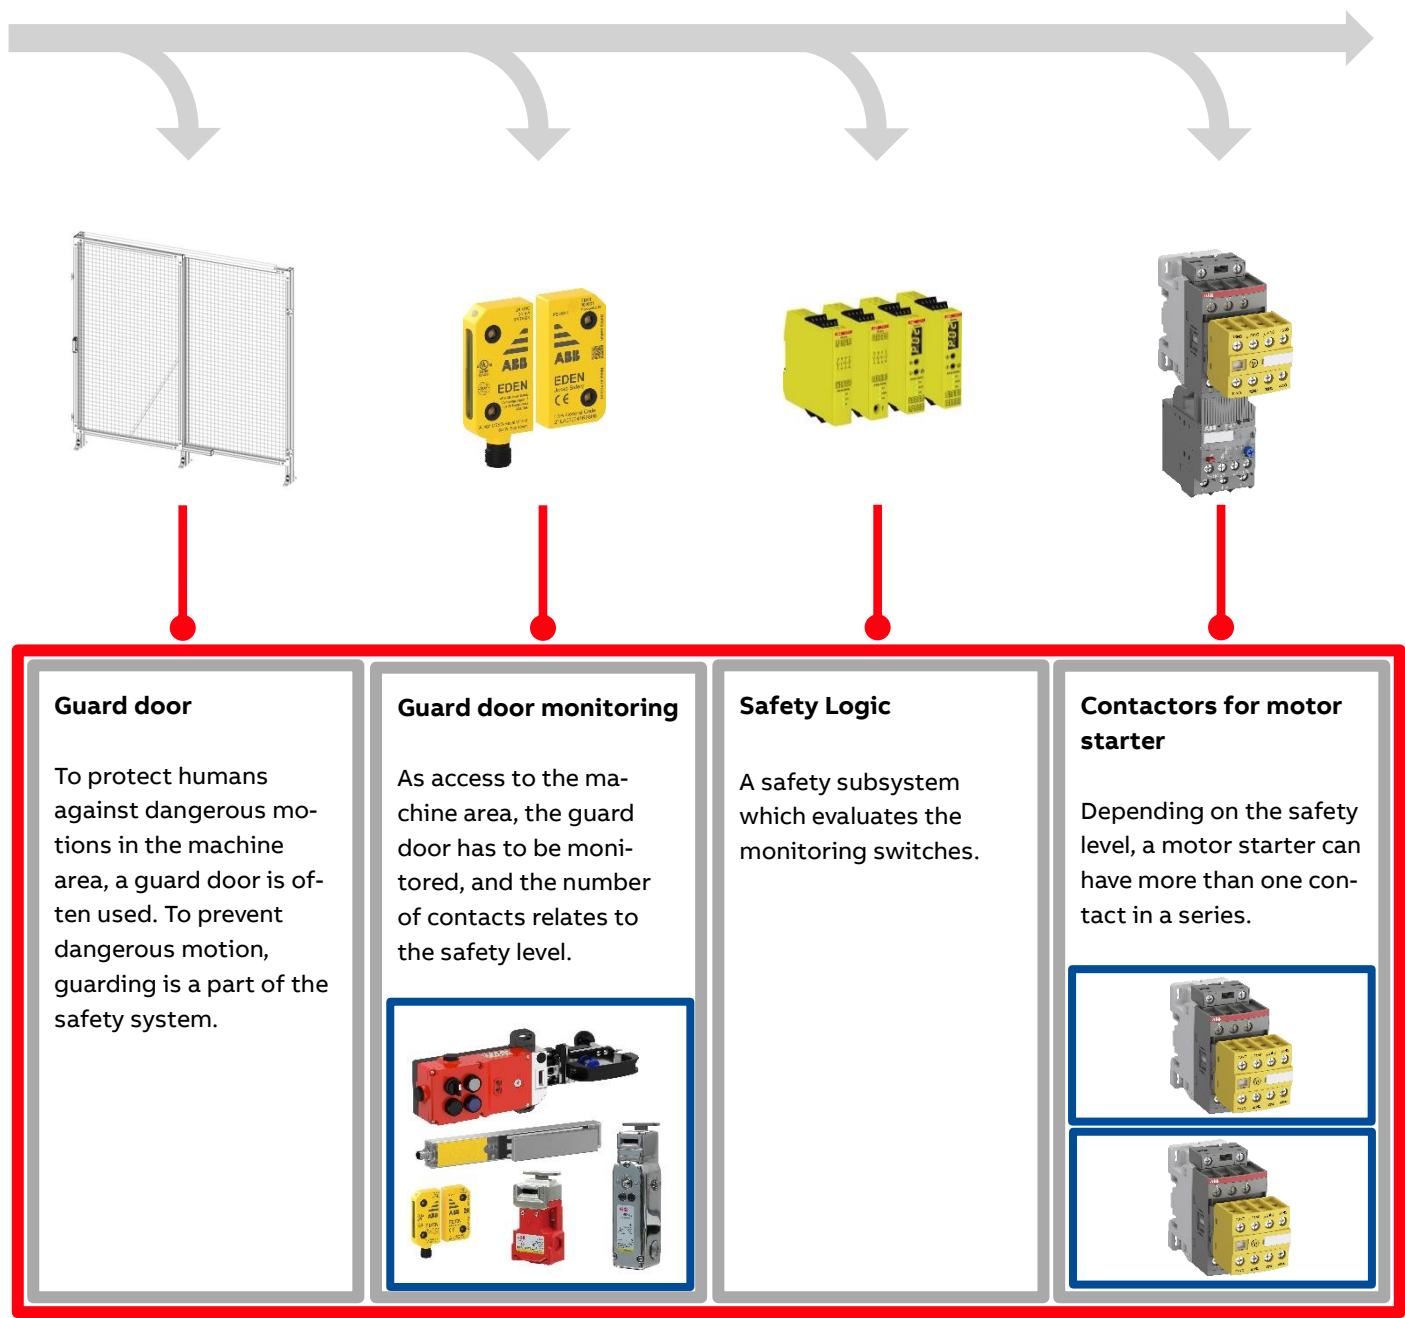 ABB
EDEN
ABB
EDEN
Guard door
To protect humans
against dangerous mo-
tions in the machine
area, a guard door is of-
ten used. To prevent
dangerous motion,
guarding is a part of the
safety system.
Guard door monitoring
As access to the ma-
chine area, the guard
door has to be moni-
tored, and the number
of contacts relates to
the safety level.
ABB
ABB
EDEN
EDEN
Safety Logic
A safety subsystem
which evaluates the
monitoring switches.
Contactors for motor
starter
Depending on the safety
level, a motor starter can
have more than one con-
tact in a series.